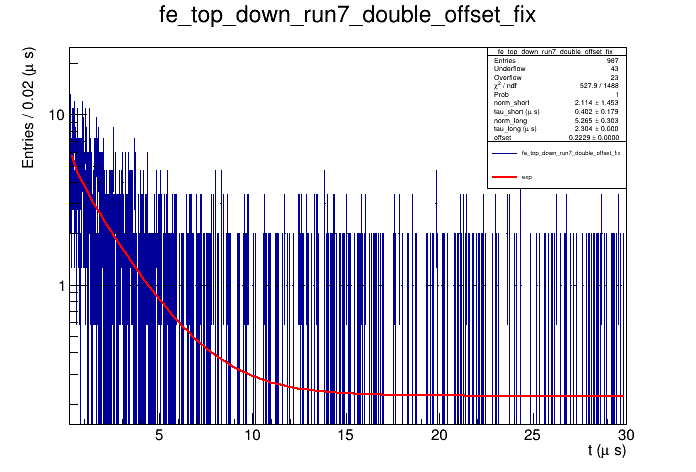 fe_top_down_run7_double_offset_fix
Entries / 0.02 (μ s)
10
1
fe_top_down_run7_double_offset_fix
Entries 987
Underflow 43
Overflow 23
χ² / ndf 527.9 / 1488
Prob 1
norm_short 2.114 ± 1.453
tau_short (μ s) 0.402 ± 0.179
norm_long 5.265 ± 0.303
tau_long (μ s) 2.304 ± 0.000
offset 0.2229 ± 0.0000
fe_top_down_run7_double_offset_fix
exp
5 10 15 20 25 30
t (μ s)